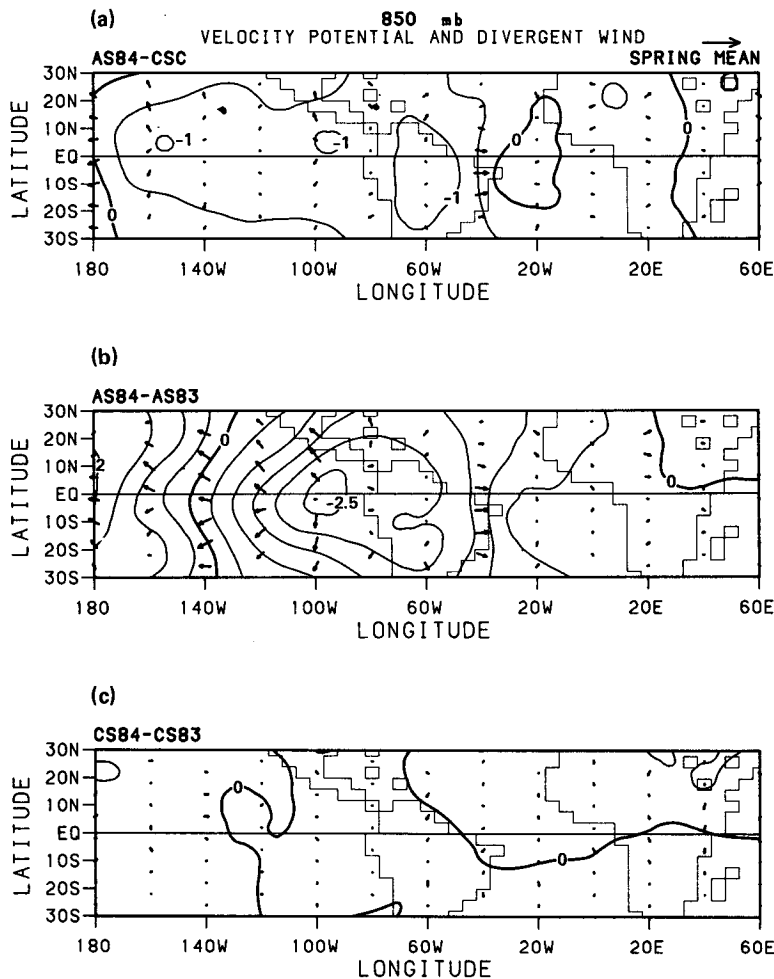 (a)
850 mb
VELOCITY POTENTIAL AND DIVERGENT WIND
AS84-CSC
SPRING MEAN
30N
20N
10N
EQ
10S
20S
30S
LATITUDE
-1
-1
-1
0
0
0
0
180
140W
100W
60W
20W
20E
60E
LONGITUDE
(b)
AS84-AS83
30N
20N
10N
EQ
10S
20S
30S
LATITUDE
2
0
-2.5
0
180
140W
100W
60W
20W
20E
60E
LONGITUDE
(c)
CS84-CS83
30N
20N
10N
EQ
10S
20S
30S
LATITUDE
0
0
180
140W
100W
60W
20W
20E
60E
LONGITUDE